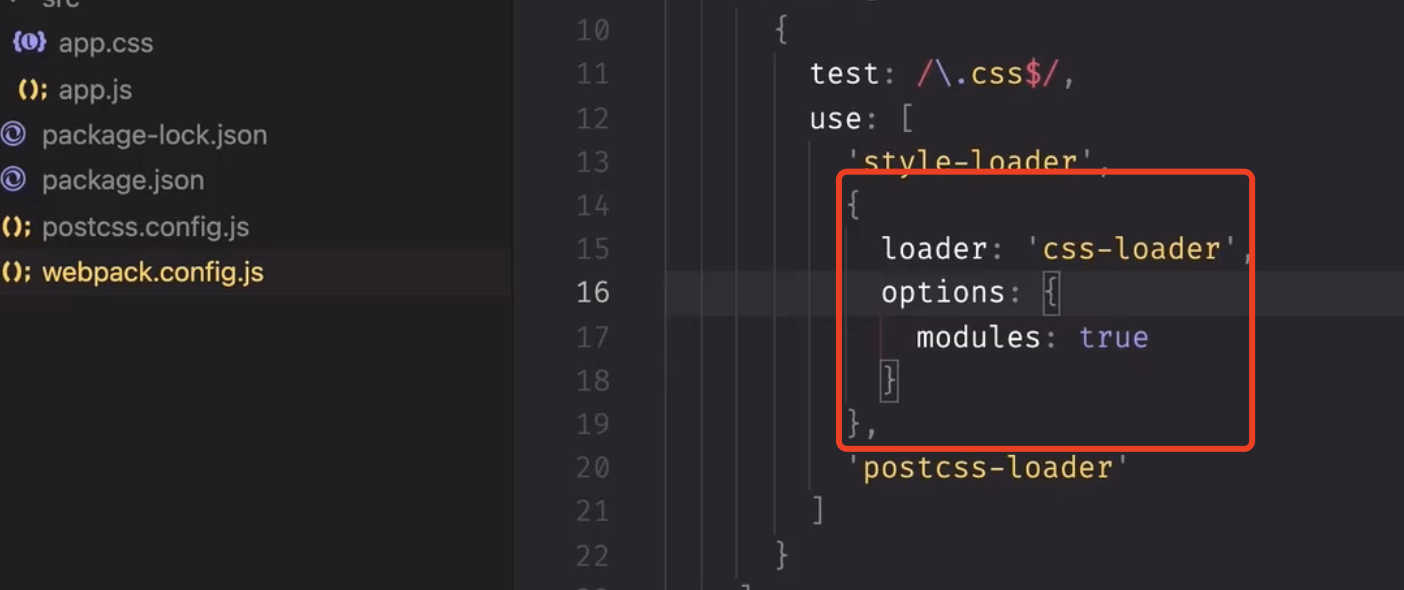 src
app.css
app.js
package-lock.json
package.json
postcss.config.js
webpack.config.js
10 {
11 test: /\.css$/,
12 use: [
13 'style-loader',
14 {
15 loader: 'css-loader',
16 options: {
17 modules: true
18 }
19 },
20 'postcss-loader'
21 ]
22 }